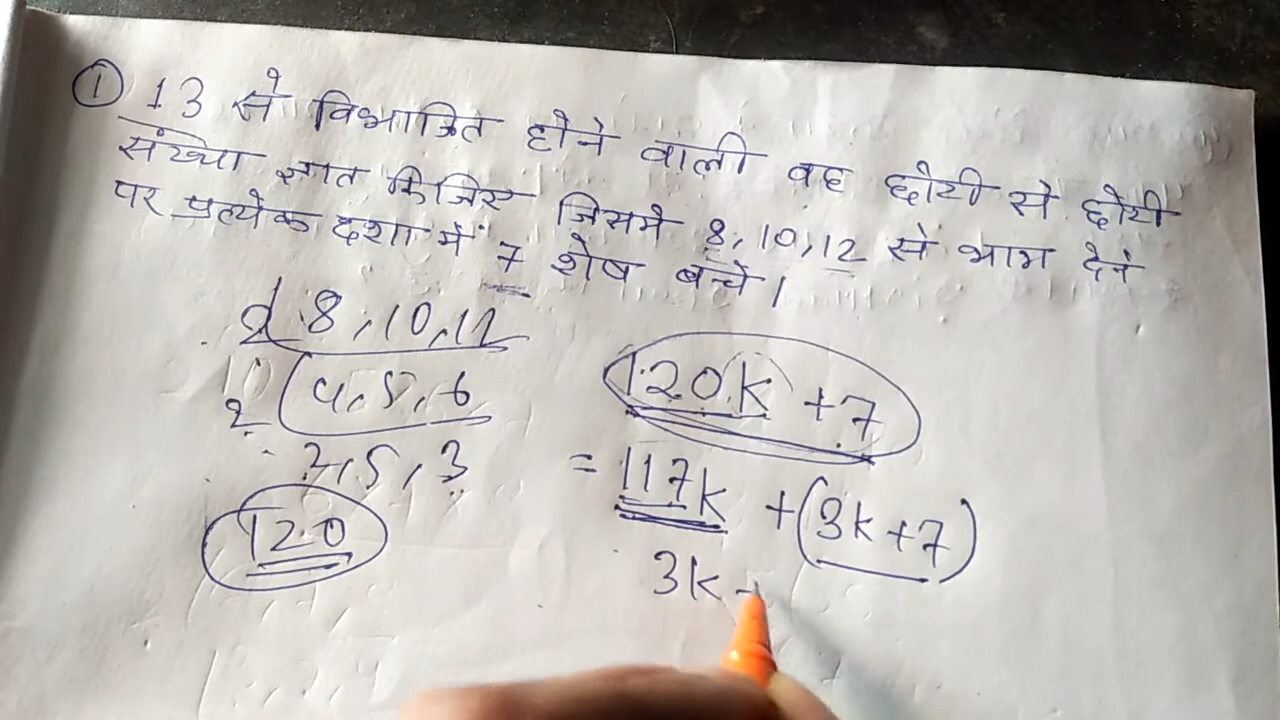 ① 13 से विभाजित होने वाली वह छोटी से छोटी
संख्या ज्ञात किजिए जिसमे 8, 10, 12 से भाग देने
पर प्रत्येक दशा में 7 शेष बचे।
2 8, 10, 12
2 4, 5, 6
2, 5, 3
120
120k + 7
= 117k + (3k + 7)
3k -